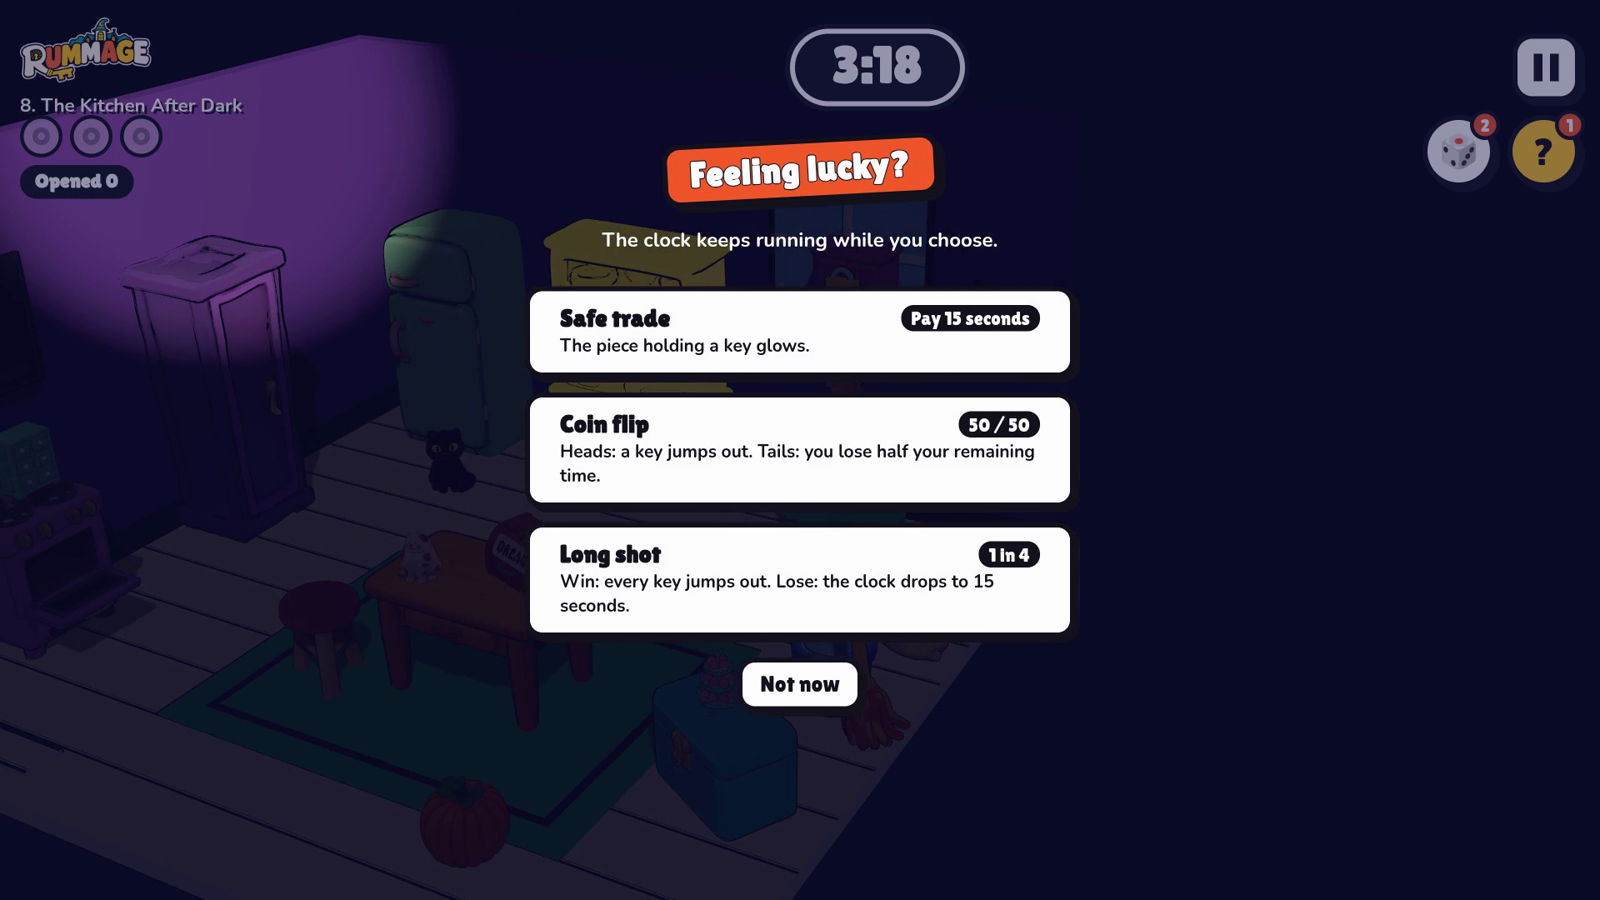 RUMMAGE
8. The Kitchen After Dark
Opened 0
3:18
2
?
1
Feeling lucky?
The clock keeps running while you choose.
Safe trade
Pay 15 seconds
The piece holding a key glows.
Coin flip
50 / 50
Heads: a key jumps out. Tails: you lose half your remaining
time.
Long shot
1 in 4
Win: every key jumps out. Lose: the clock drops to 15
seconds.
Not now